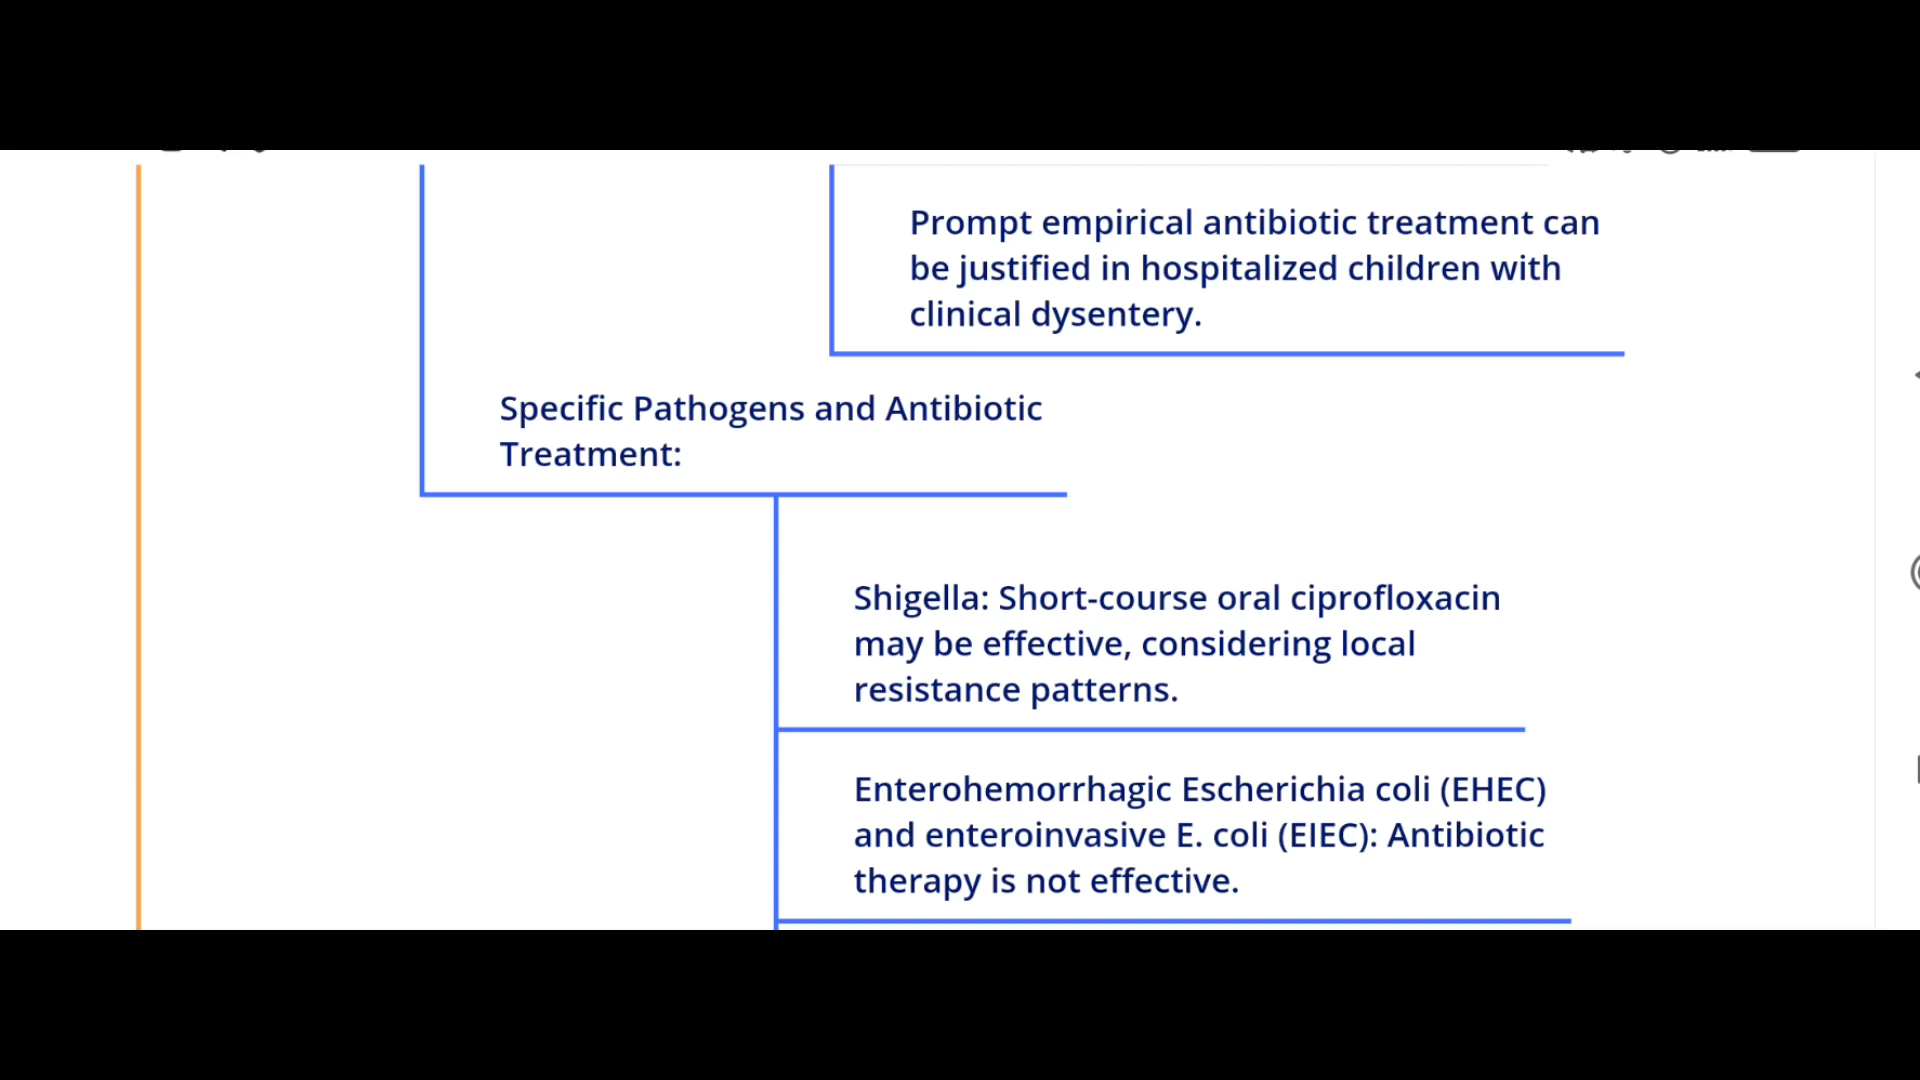 Prompt empirical antibiotic treatment can
be justified in hospitalized children with
clinical dysentery.
Specific Pathogens and Antibiotic
Treatment:
Shigella: Short-course oral ciprofloxacin
may be effective, considering local
resistance patterns.
Enterohemorrhagic Escherichia coli (EHEC)
and enteroinvasive E. coli (EIEC): Antibiotic
therapy is not effective.